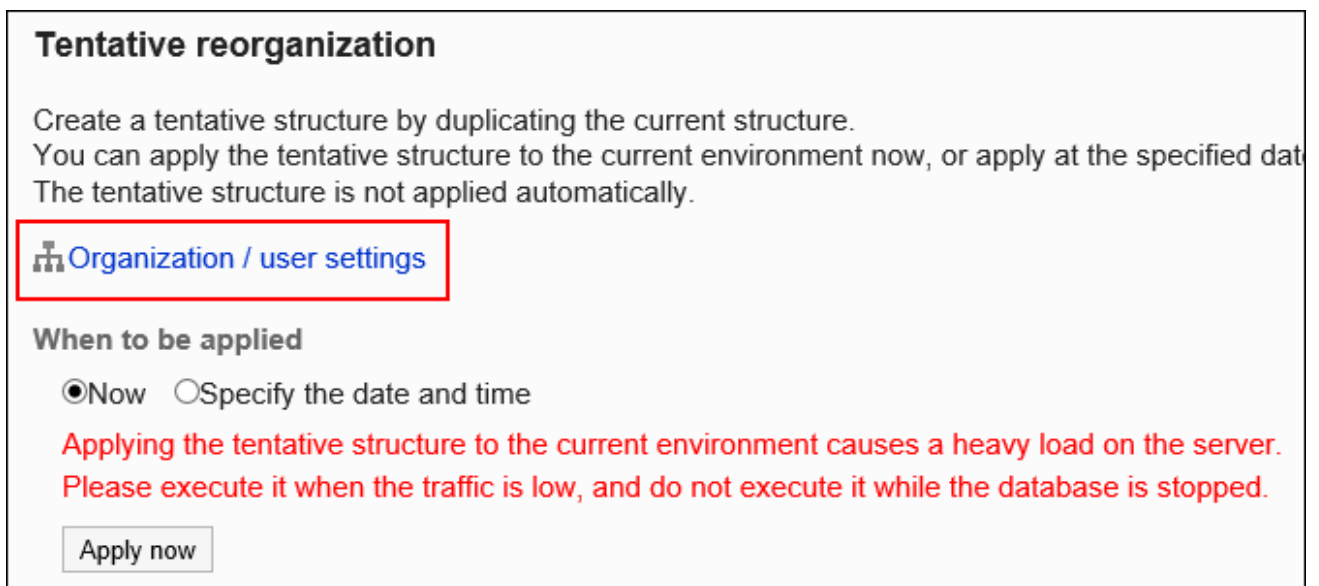 Tentative reorganization
Create a tentative structure by duplicating the current structure.
You can apply the tentative structure to the current environment now, or apply at the specified
The tentative structure is not applied automatically.
Organization / user settings
When to be applied
Now Specify the date and time
Applying the tentative structure to the current environment causes a heavy load on the server.
Please execute it when the traffic is low, and do not execute it while the database is stopped.
Apply now